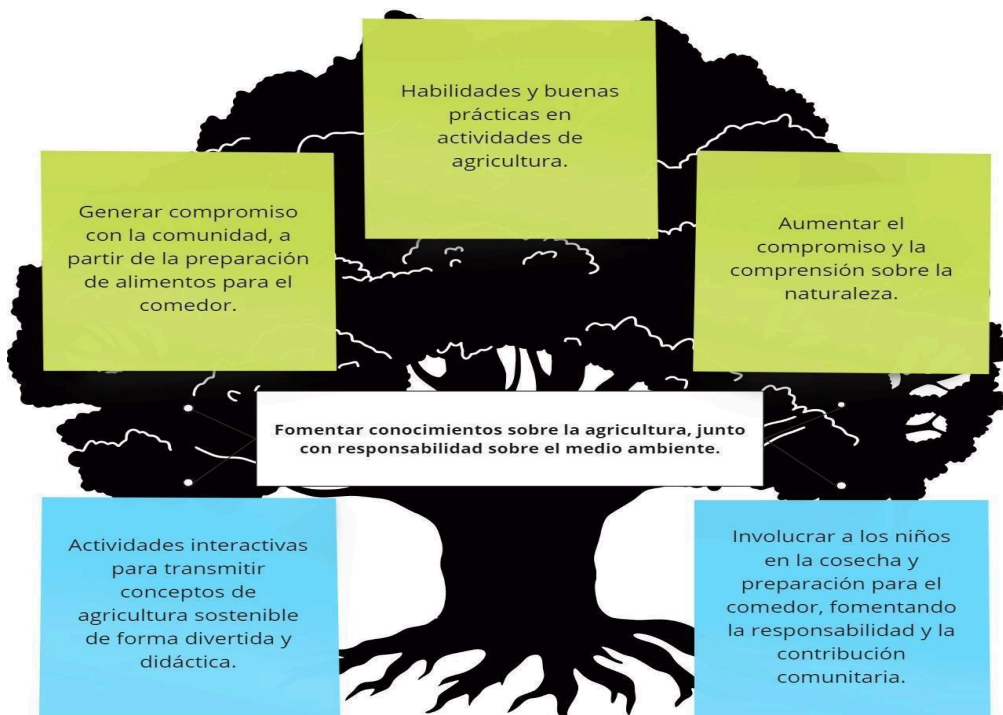 Habilidades y buenas
prácticas en
actividades de
agricultura.
Generar compromiso
con la comunidad, a
partir de la preparación
de alimentos para el
comedor.
Aumentar el
compromiso y la
comprensión sobre la
naturaleza.
Fomentar conocimientos sobre la agricultura, junto
con responsabilidad sobre el medio ambiente.
Actividades interactivas
para transmitir
conceptos de
agricultura sostenible
de forma divertida y
didáctica.
Involucrar a los niños
en la cosecha y
preparación para el
comedor, fomentando
la responsabilidad y la
contribución
comunitaria.